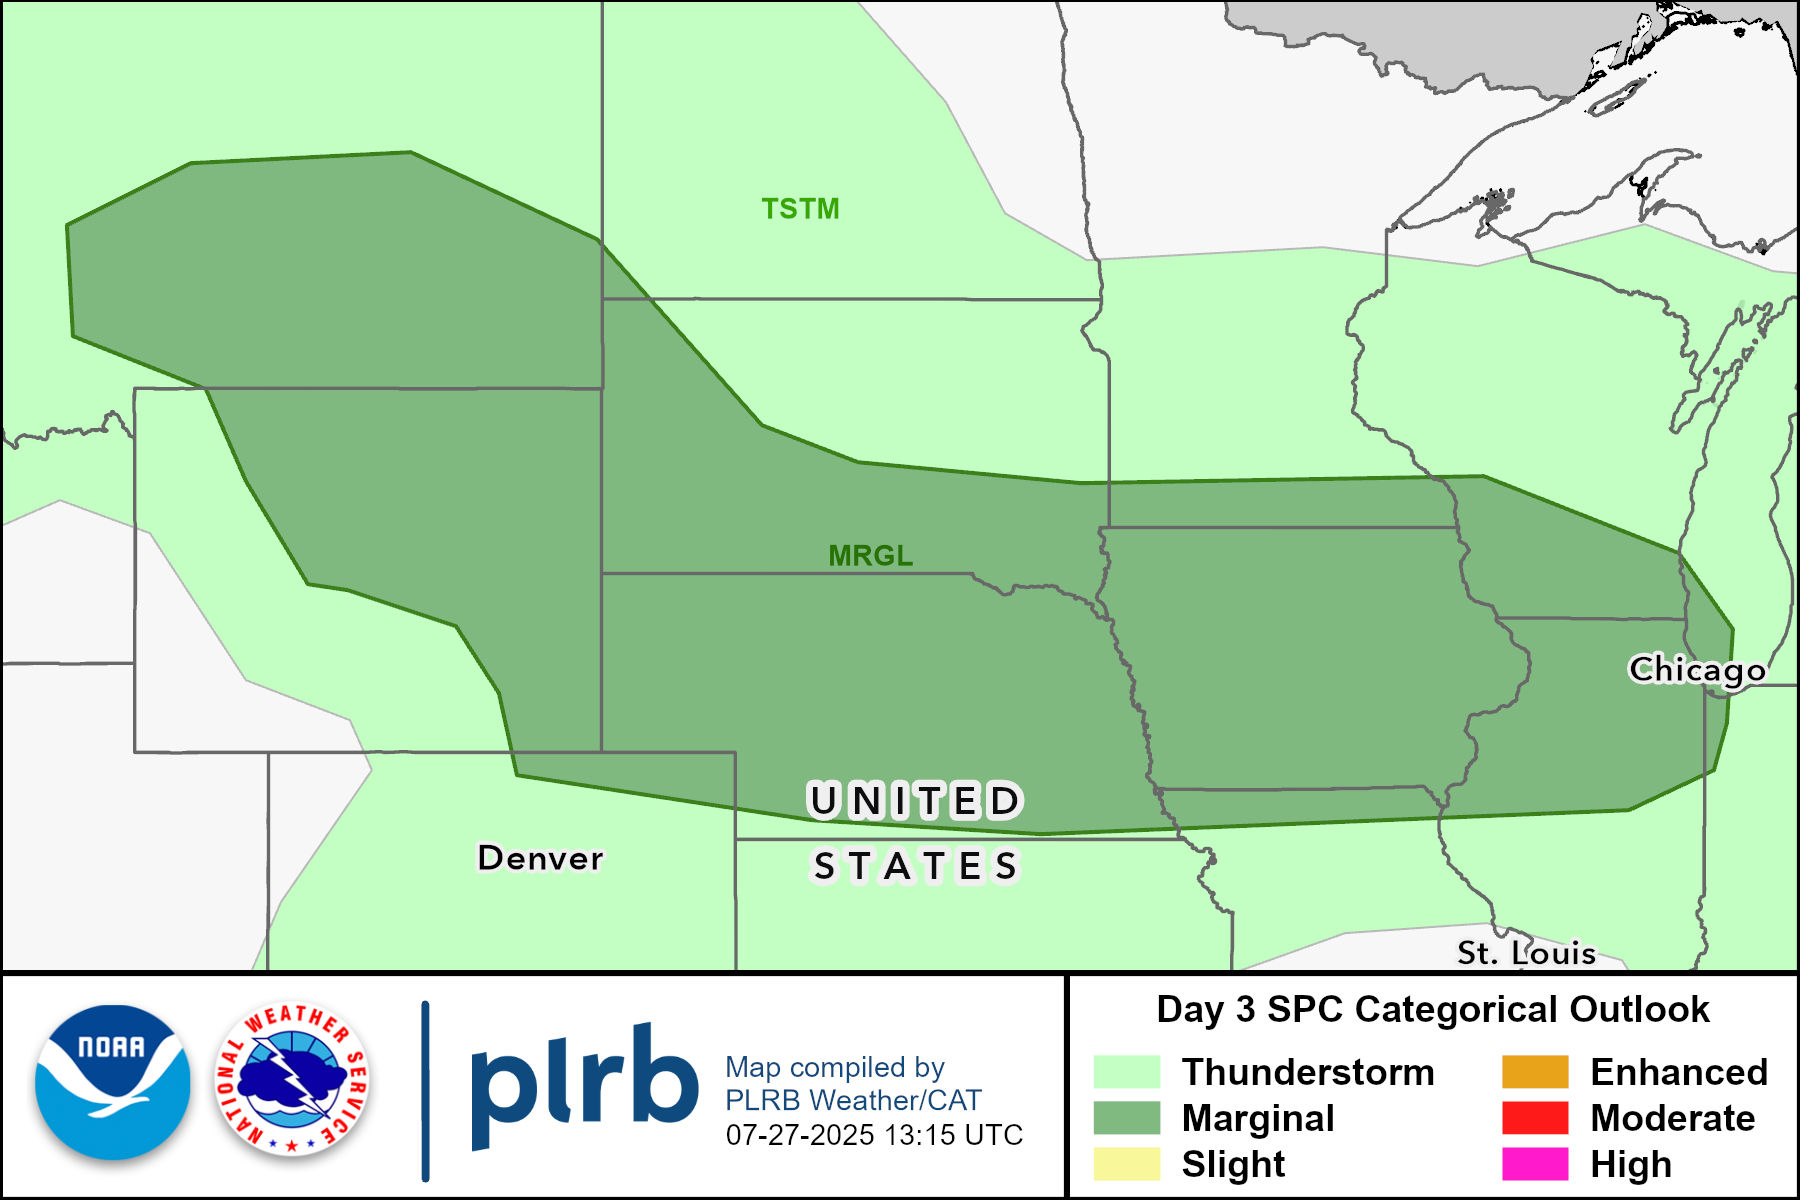 TSTM
MRGL
Chicago
UNITED
STATES
Denver
St. Louis
NOAA
NATIONAL WEATHER SERVICE
plrb
Map compiled by
PLRB Weather/CAT
07-27-2025 13:15 UTC
Day 3 SPC Categorical Outlook
Thunderstorm
Marginal
Slight
Enhanced
Moderate
High